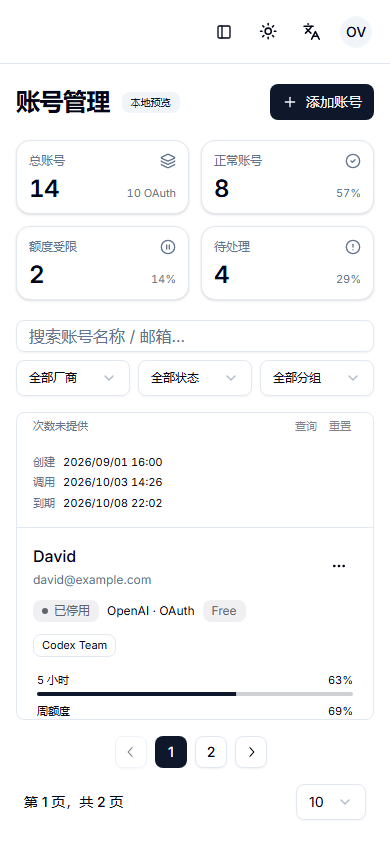 OV
账号管理 本地预览 添加账号
总账号 正常账号
14 10 OAuth 8 57%
额度受限 待处理
2 14% 4 29%
搜索账号名称 / 邮箱...
全部厂商 全部状态 全部分组
次数未提供 查询 重置
创建 2026/09/01 16:00
调用 2026/10/03 14:26
到期 2026/10/08 22:02
David
david@example.com
已停用 OpenAI · OAuth Free
Codex Team
5 小时 63%
周额度 69%
1 2
第 1 页，共 2 页 10